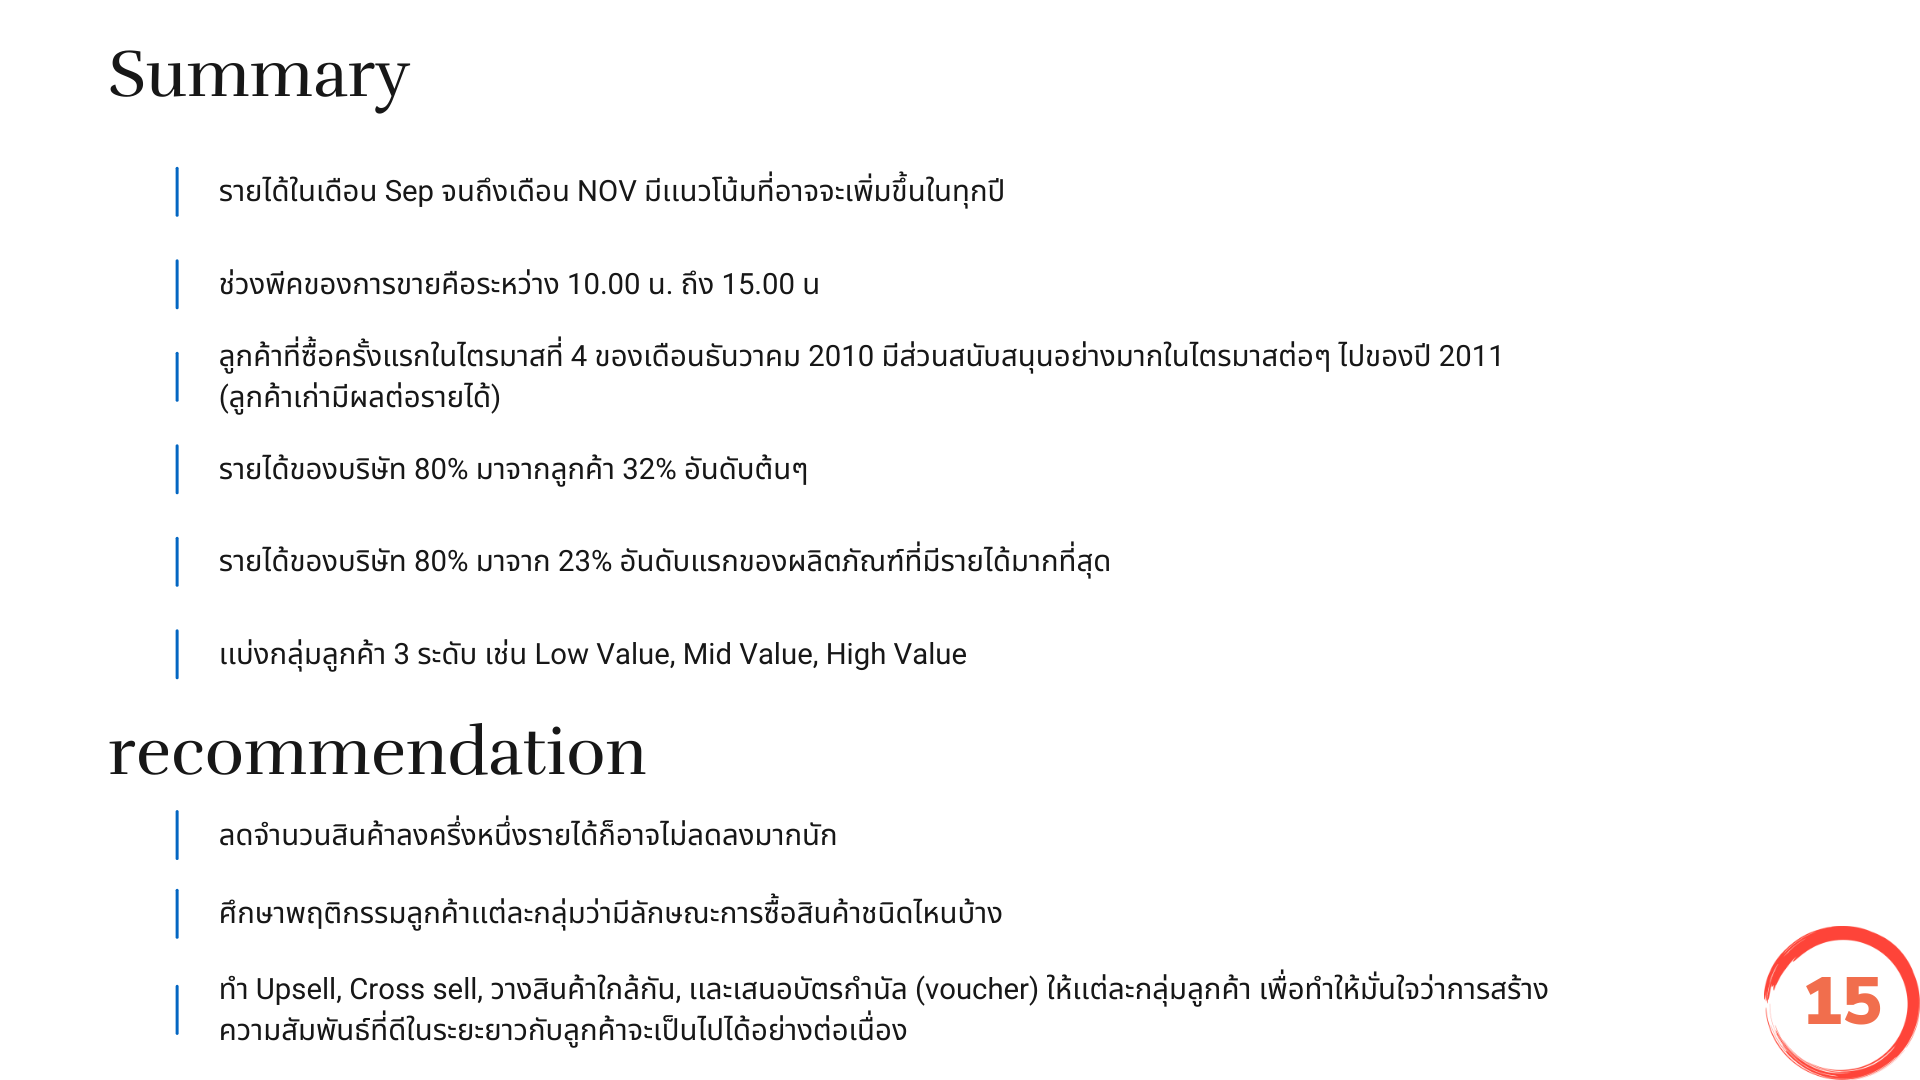 Summary
รายได้ในเดือน Sep จนถึงเดือน NOV มีแนวโน้มที่อาจจะเพิ่มขึ้นในทุกปี
ช่วงพีคของการขายคือระหว่าง 10.00 น. ถึง 15.00 น
ลูกค้าที่ซื้อครั้งแรกในไตรมาสที่ 4 ของเดือนธันวาคม 2010 มีส่วนสนับสนุนอย่างมากในไตรมาสต่อๆ ไปของปี 2011
(ลูกค้าเก่ามีผลต่อรายได้)
รายได้ของบริษัท 80% มาจากลูกค้า 32% อันดับต้นๆ
รายได้ของบริษัท 80% มาจาก 23% อันดับแรกของผลิตภัณฑ์ที่มีรายได้มากที่สุด
แบ่งกลุ่มลูกค้า 3 ระดับ เช่น Low Value, Mid Value, High Value
recommendation
ลดจำนวนสินค้าลงครึ่งหนึ่งรายได้ก็อาจไม่ลดลงมากนัก
ศึกษาพฤติกรรมลูกค้าแต่ละกลุ่มว่ามีลักษณะการซื้อสินค้าชนิดไหนบ้าง
ทำ Upsell, Cross sell, วางสินค้าใกล้กัน, และเสนอบัตรกำนัล (voucher) ให้แต่ละกลุ่มลูกค้า เพื่อทำให้มั่นใจว่าการสร้าง
ความสัมพันธ์ที่ดีในระยะยาวกับลูกค้าจะเป็นไปได้อย่างต่อเนื่อง
15